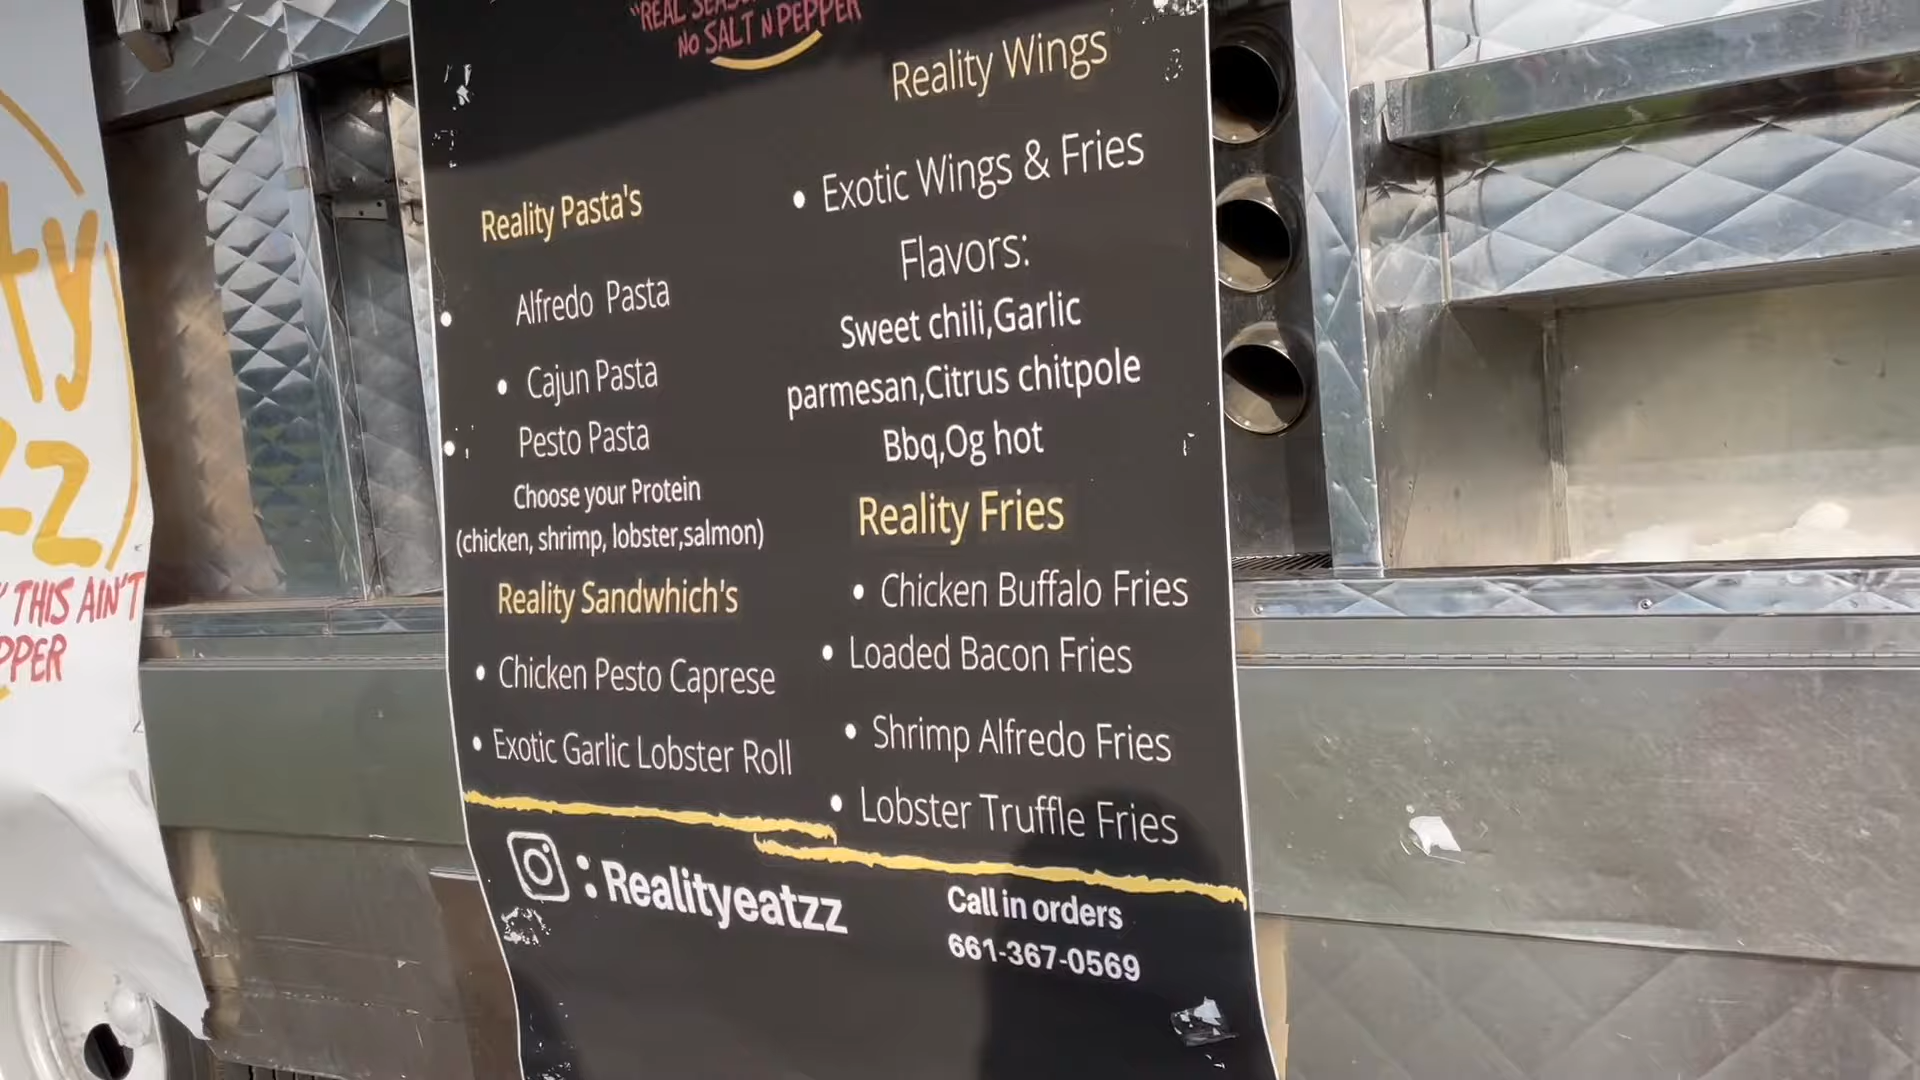 "REAL
NO SALT N PEPPER
Reality Pasta's
Alfredo Pasta
Cajun Pasta
Pesto Pasta
Choose your Protein
(chicken, shrimp, lobster,salmon)
Reality Sandwhich's
Chicken Pesto Caprese
Exotic Garlic Lobster Roll
Reality Wings
Exotic Wings & Fries
Flavors:
Sweet chili,Garlic
parmesan,Citrus chitpole
Bbq,Og hot
Reality Fries
Chicken Buffalo Fries
Loaded Bacon Fries
Shrimp Alfredo Fries
Lobster Truffle Fries
: Realityeatzz
Call in orders
661-367-0569
THIS AIN'T